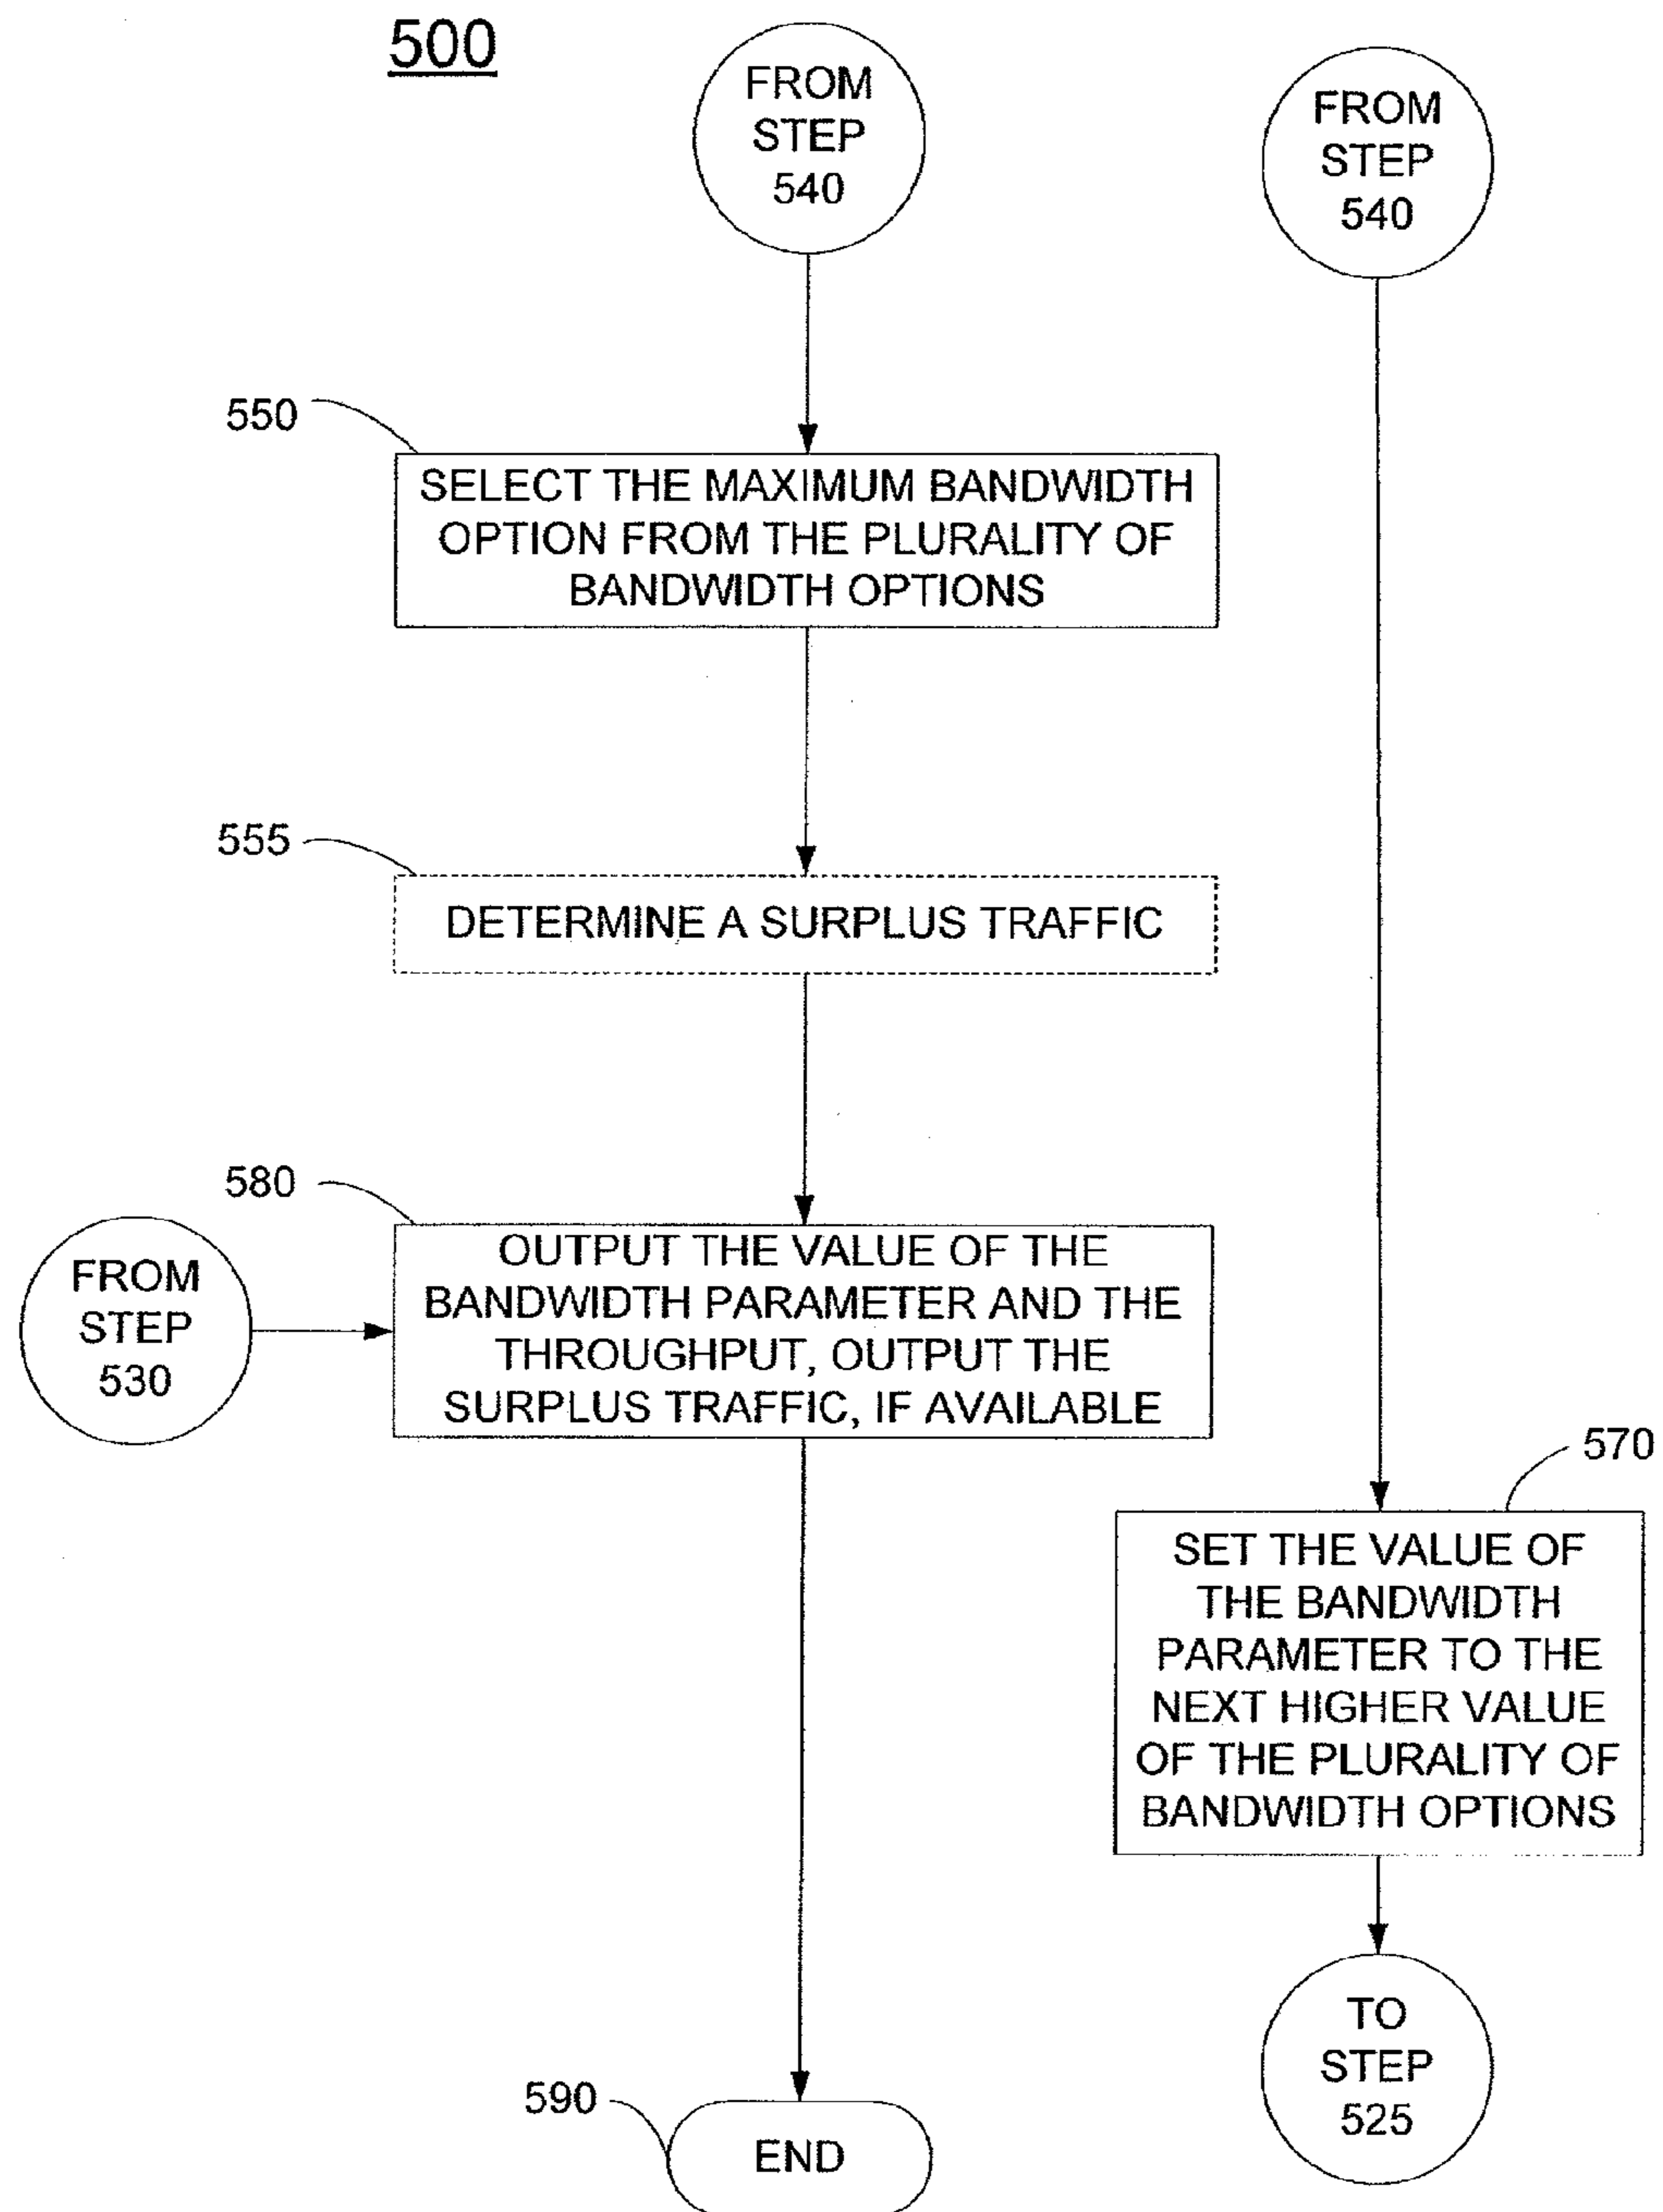 500
FROM
STEP
540
FROM
STEP
540
550
SELECT THE MAXIMUM BANDWIDTH
OPTION FROM THE PLURALITY OF
BANDWIDTH OPTIONS
555
DETERMINE A SURPLUS TRAFFIC
580
FROM
STEP
530
OUTPUT THE VALUE OF THE
BANDWIDTH PARAMETER AND THE
THROUGHPUT, OUTPUT THE
SURPLUS TRAFFIC, IF AVAILABLE
570
SET THE VALUE OF
THE BANDWIDTH
PARAMETER TO THE
NEXT HIGHER VALUE
OF THE PLURALITY OF
BANDWIDTH OPTIONS
TO
STEP
525
590
END